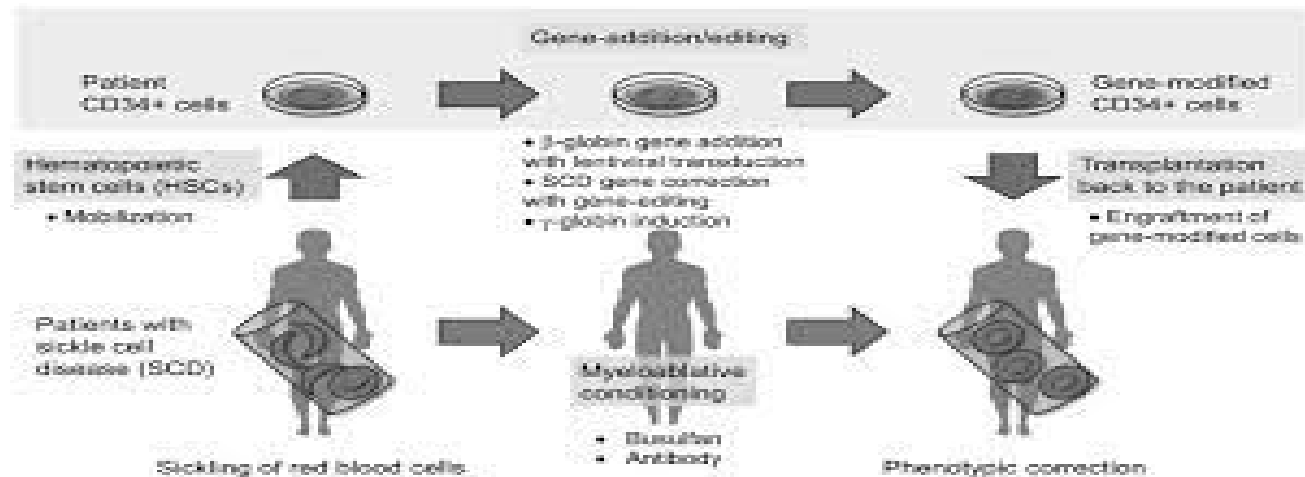 Gene-addition/editing
Patient
CD34+ cells
Gene-modified
CD34+ cells
Hematopoietic
stem cells (HSCs)
• Mobilization
• β-globin gene addition
with lentiviral transduction
• SCD gene correction
with gene-editing
• γ-globin induction
Transplantation
back to the patient
• Engraftment of
gene-modified cells
Patients with
sickle cell
disease (SCD)
Myeloablative
conditioning
• Busulfan
• Antibody
Sickling of red blood cells
Phenotypic correction